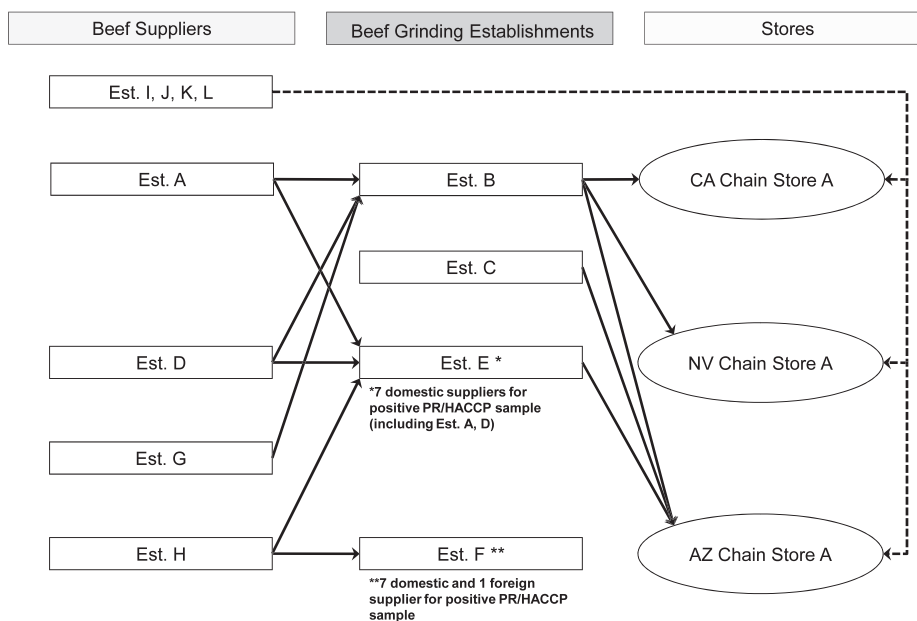 Beef Suppliers
Beef Grinding Establishments
Stores
Est. I, J, K, L
Est. A
Est. B
CA Chain Store A
Est. C
Est. D
Est. E *
NV Chain Store A
*7 domestic suppliers for
positive PR/HACCP sample
(including Est. A, D)
Est. G
Est. H
Est. F **
AZ Chain Store A
**7 domestic and 1 foreign
supplier for positive PR/HACCP
sample